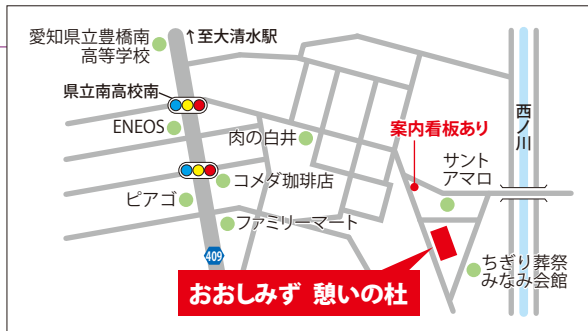 愛知県立豊橋南
高等学校
↑至大清水駅
県立南高校南
ENEOS
肉の白井
案内看板あり
西ノ川
サント
アマロ
コメダ珈琲店
ピアゴ
ファミリーマート
409
ちぎり葬祭
みなみ会館
おおしみず 憩いの杜